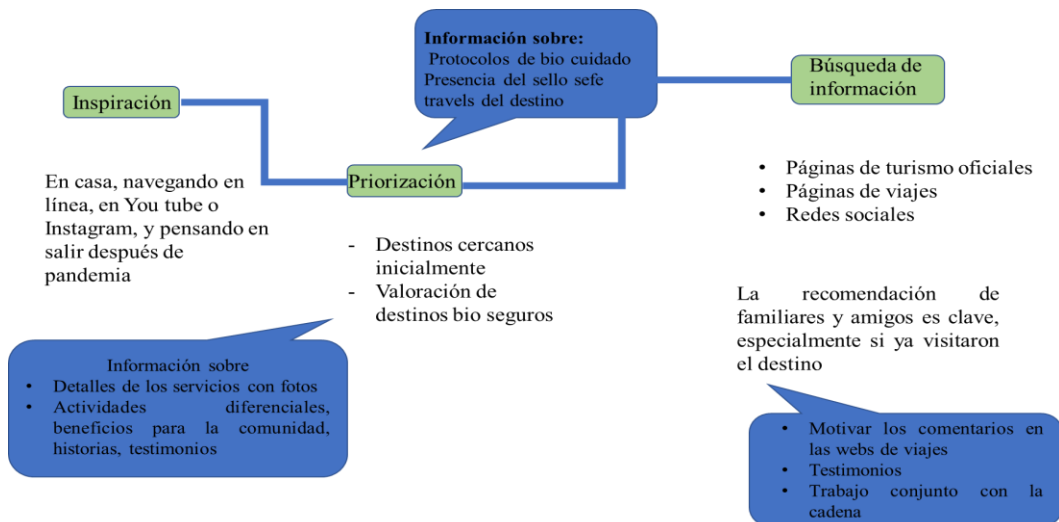 Inspiración
En casa, navegando en
línea, en You tube o
Instagram, y pensando en
salir después de
pandemia
Información sobre:
Protocolos de bio cuidado
Presencia del sello sefe
travels del destino
Priorización
- Destinos cercanos
inicialmente
- Valoración de
destinos bio seguros
Información sobre
• Detalles de los servicios con fotos
• Actividades diferenciales,
beneficios para la comunidad,
historias, testimonios
Búsqueda de
información
• Páginas de turismo oficiales
• Páginas de viajes
• Redes sociales
La recomendación de
familiares y amigos es clave,
especialmente si ya visitaron
el destino
• Motivar los comentarios en
las webs de viajes
• Testimonios
• Trabajo conjunto con la
cadena